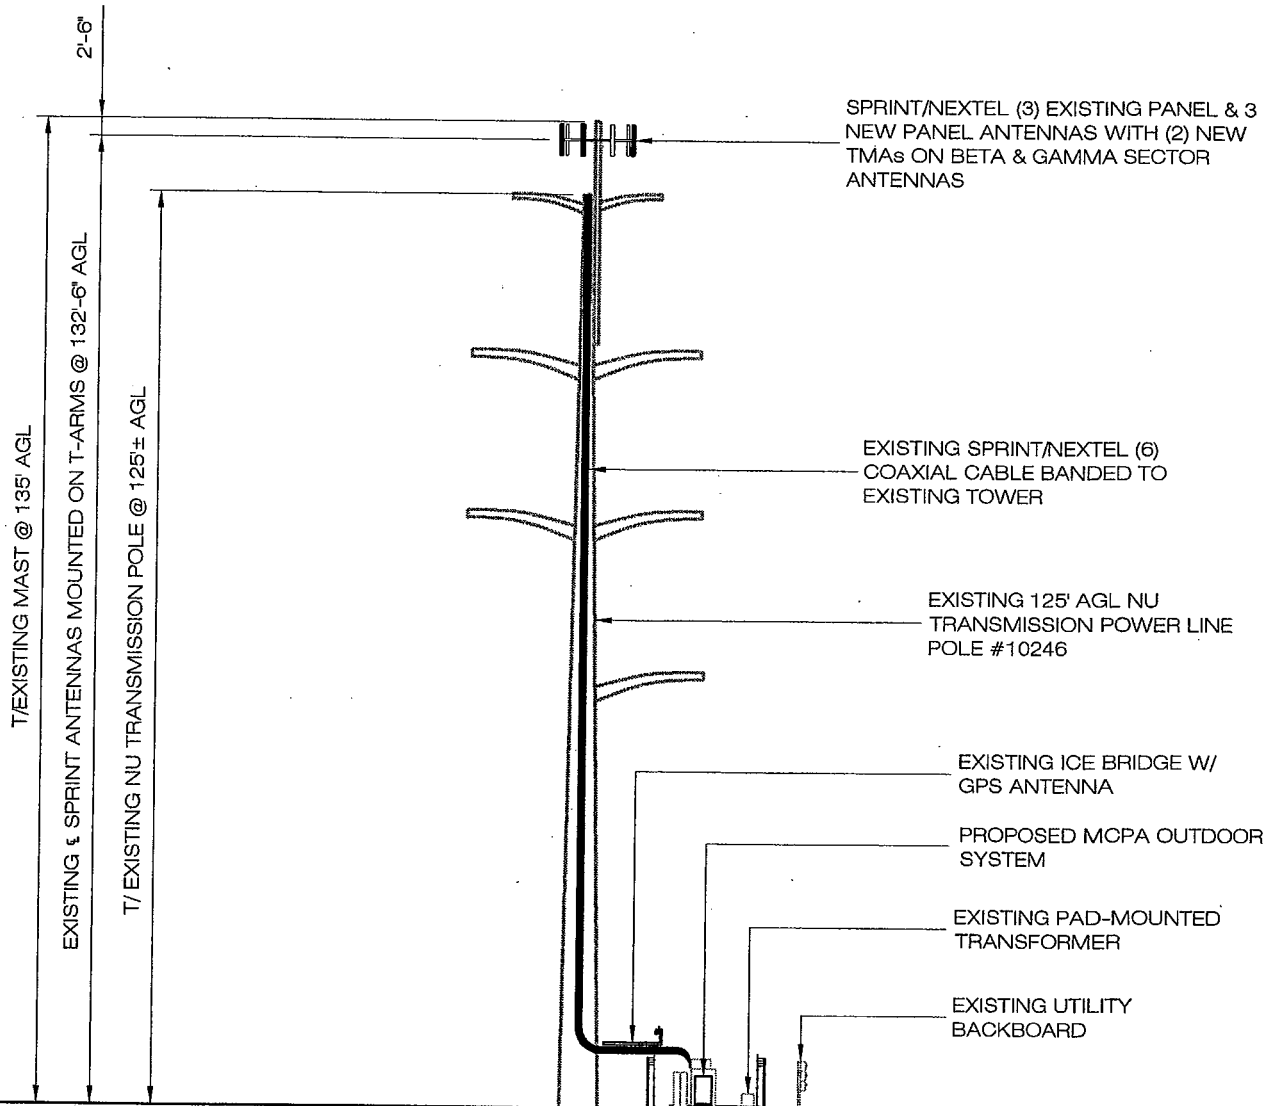 2'-6"
T/EXISTING MAST @ 135' AGL
EXISTING ℄ SPRINT ANTENNAS MOUNTED ON T-ARMS @ 132'-6" AGL
T/ EXISTING NU TRANSMISSION POLE @ 125'± AGL
SPRINT/NEXTEL (3) EXISTING PANEL & 3
NEW PANEL ANTENNAS WITH (2) NEW
TMAs ON BETA & GAMMA SECTOR
ANTENNAS
EXISTING SPRINT/NEXTEL (6)
COAXIAL CABLE BANDED TO
EXISTING TOWER
EXISTING 125' AGL NU
TRANSMISSION POWER LINE
POLE #10246
EXISTING ICE BRIDGE W/
GPS ANTENNA
PROPOSED MCPA OUTDOOR
SYSTEM
EXISTING PAD-MOUNTED
TRANSFORMER
EXISTING UTILITY
BACKBOARD